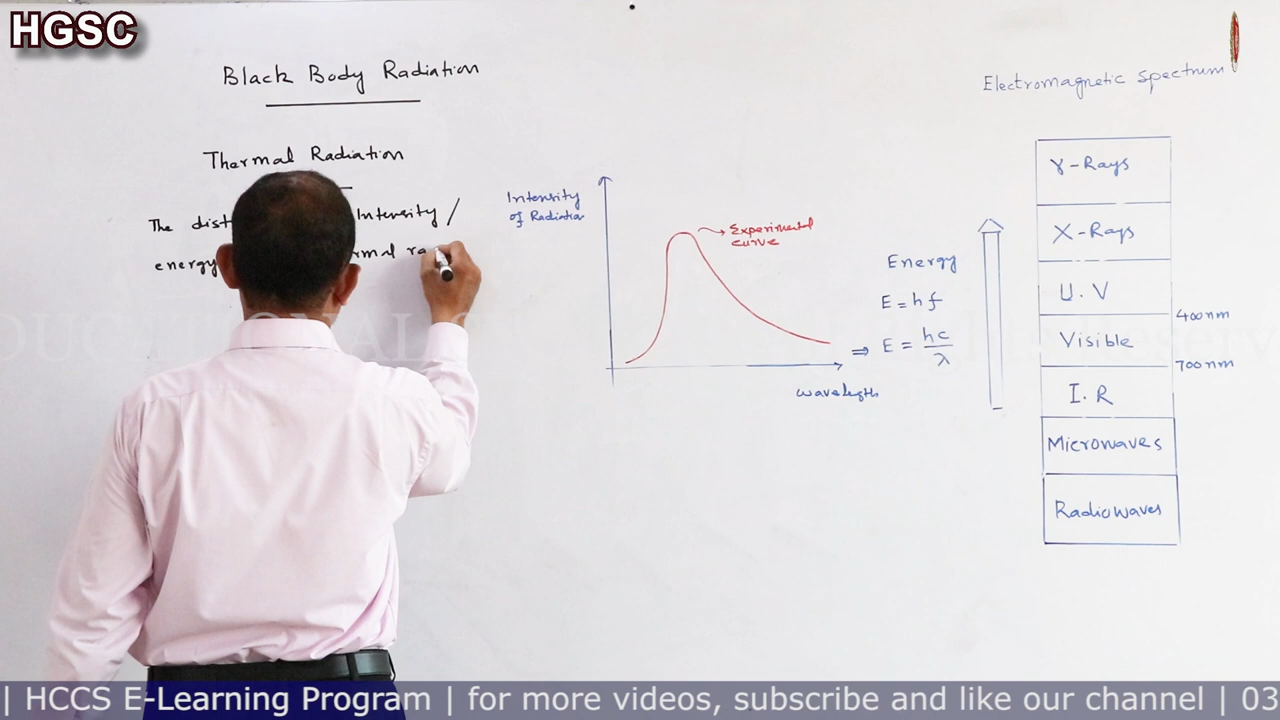 HGSC
Black Body Radiation
Thermal Radiation
The dist Intensity /
energy rmal ra
Intensity
of Radiation
Experimental
curve
wavelength
Energy
E = hf
⇒ E = hc/λ
Electromagnetic spectrum
γ-Rays
X-Rays
U.V
400nm
Visible
700nm
I.R
Microwaves
Radiowaves
| HCCS E-Learning Program | for more videos, subscribe and like our channel | 03